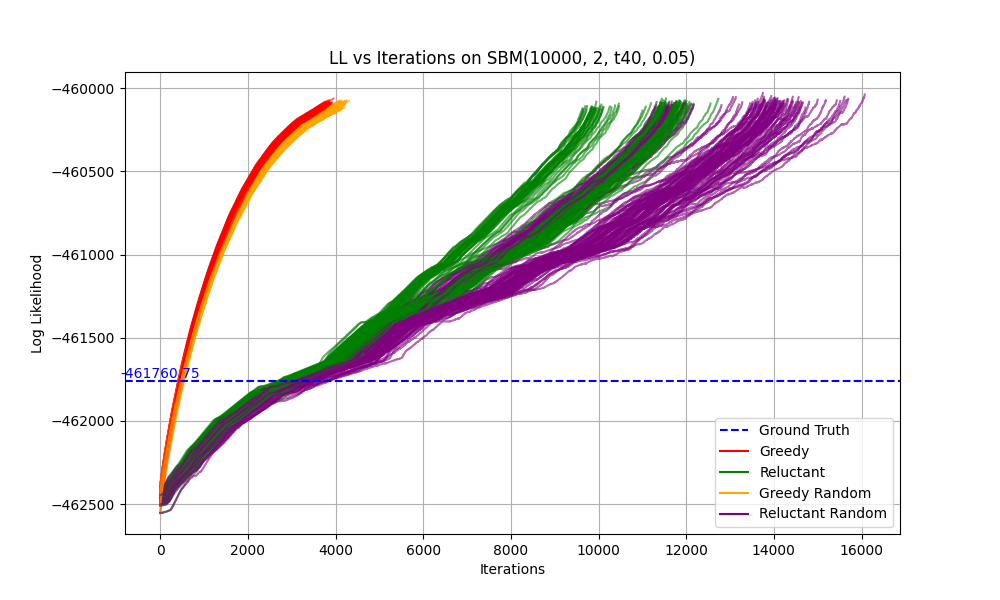 LL vs Iterations on SBM(10000, 2, t40, 0.05)
Log Likelihood
−460000
−460500
−461000
−461500
−462000
−462500
-461760.75
0
2000
4000
6000
8000
10000
12000
14000
16000
Iterations
Ground Truth
Greedy
Reluctant
Greedy Random
Reluctant Random